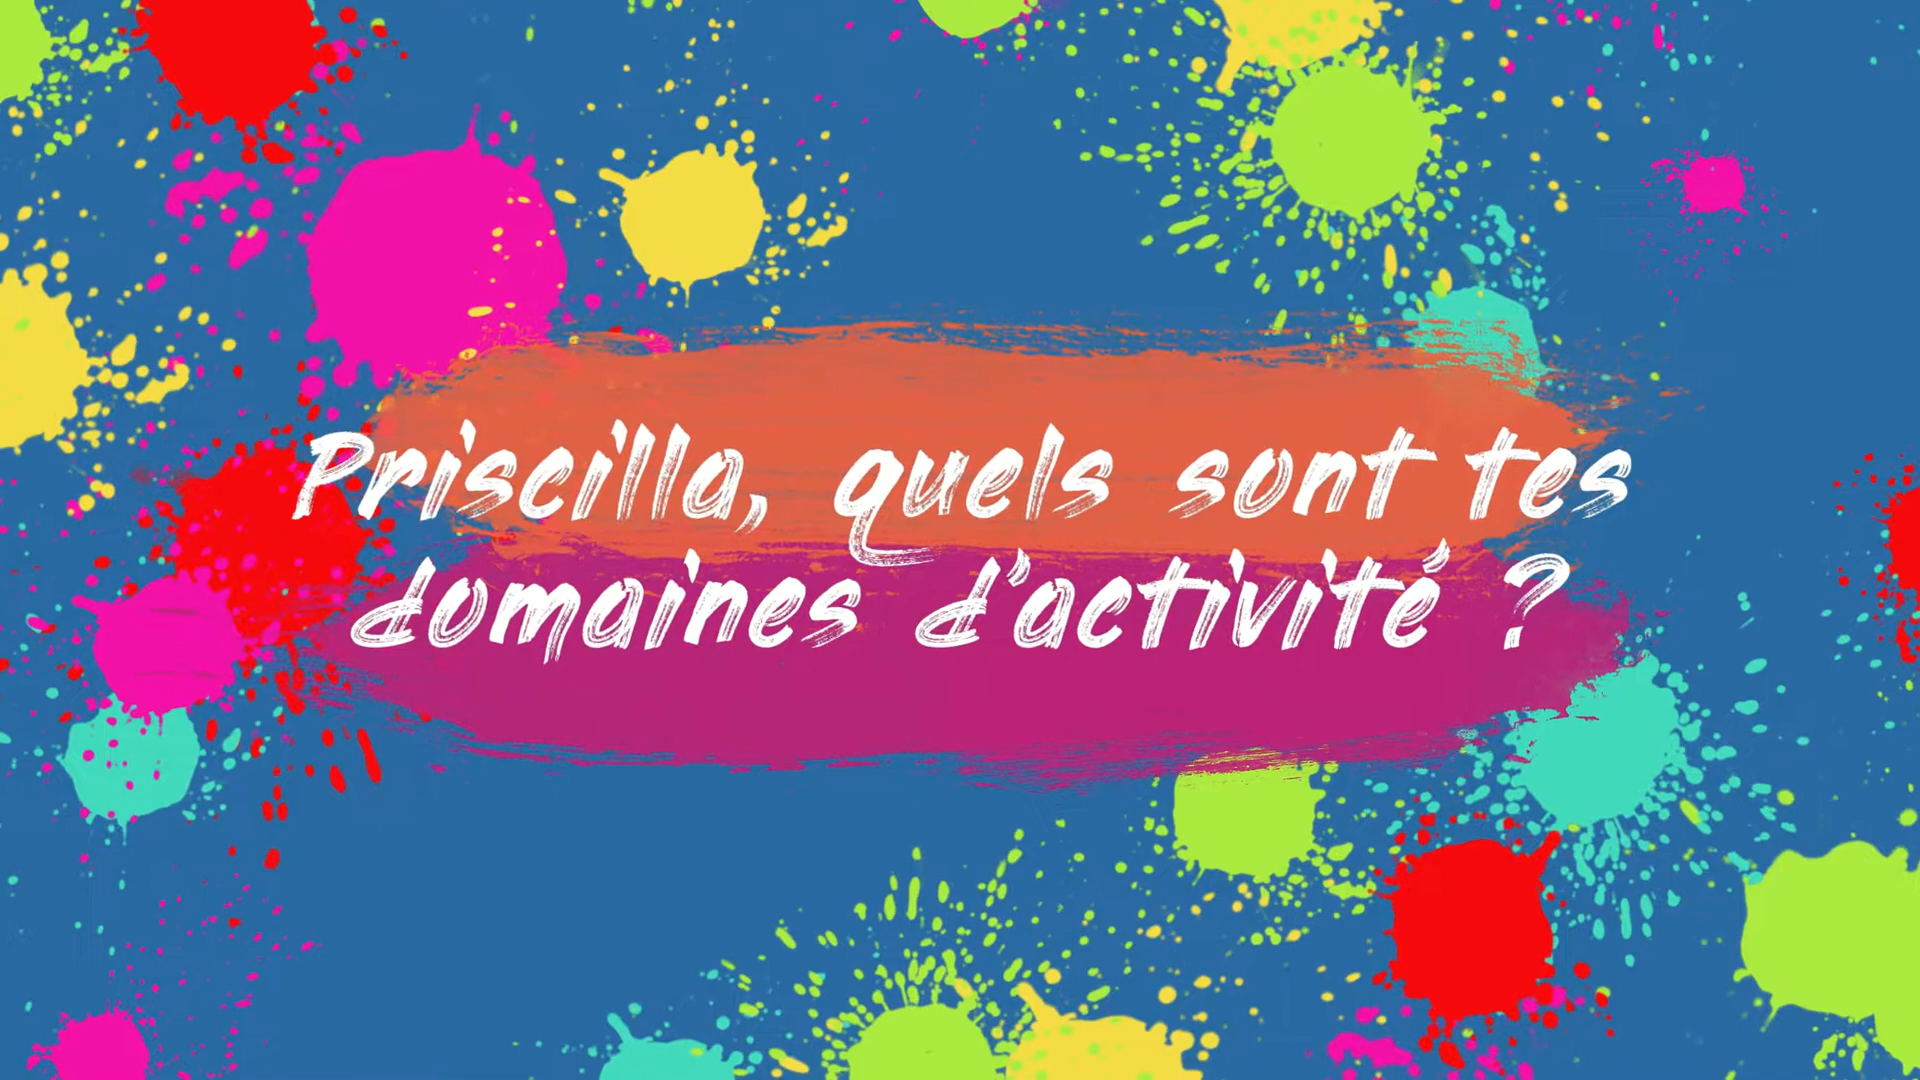 Priscilla, quels sont tes
domaines d'activité ?